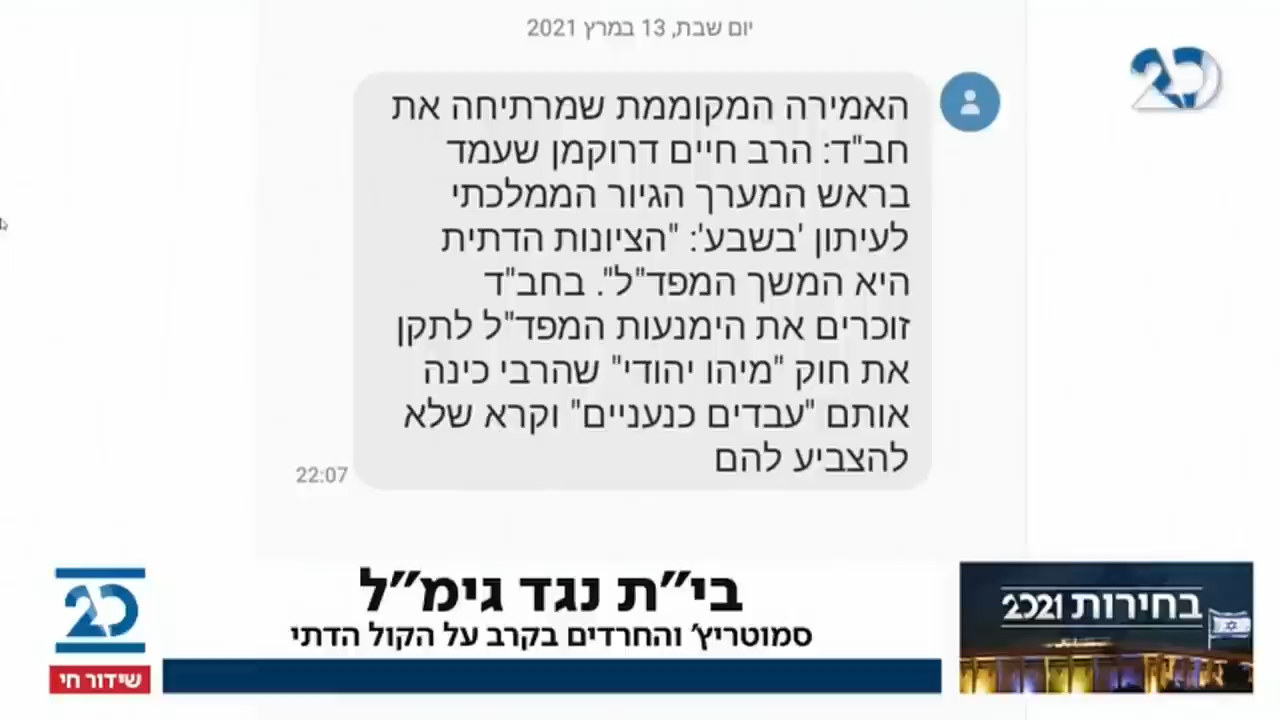 יום שבת, 13 במרץ 2021
20
האמירה המקוממת שמרתיחה את
חב"ד: הרב חיים דרוקמן שעמד
בראש המערך הגיור הממלכתי
לעיתון 'בשבע': "הציונות הדתית
היא המשך המפד"ל". בחב"ד
זוכרים את הימנעות המפד"ל לתקן
את חוק "מיהו יהודי" שהרבי כינה
אותם "עבדים כנעניים" וקרא שלא
להצביע להם
22:07
בי״ת נגד גימ״ל
סמוטריץ' והחרדים בקרב על הקול הדתי
בחירות 2021
20
שידור חי